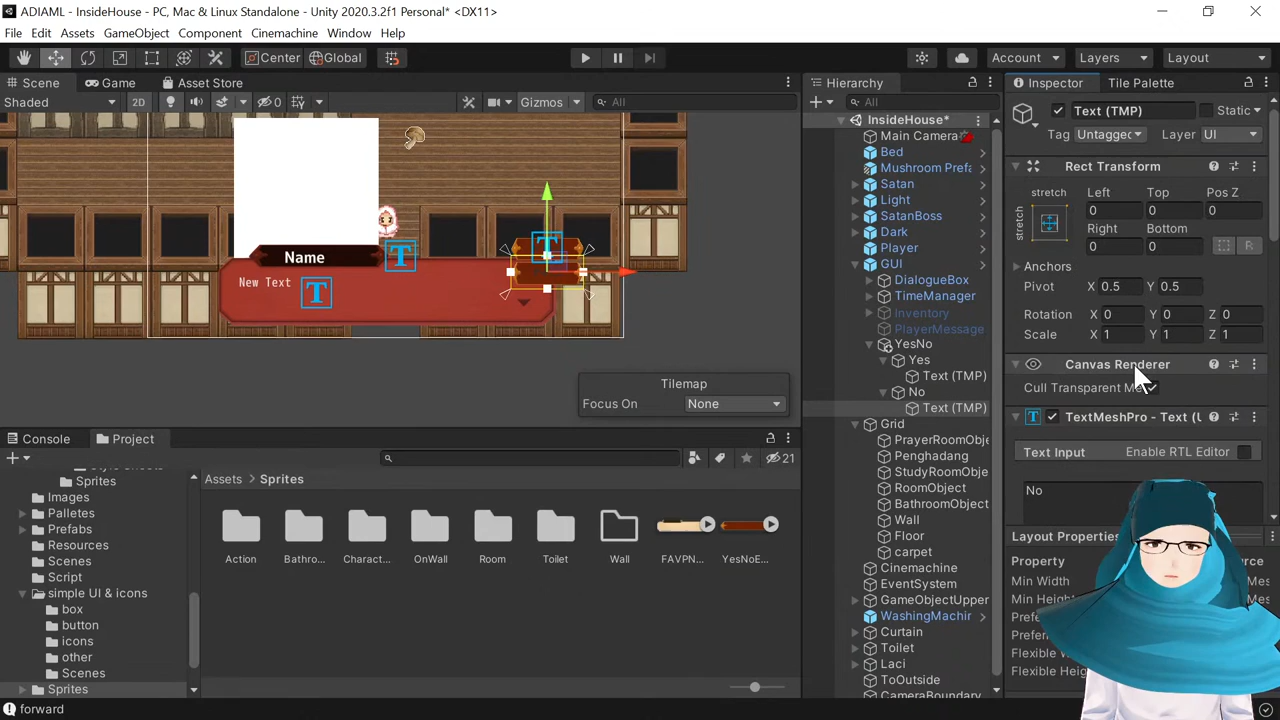 ADIAML - InsideHouse - PC, Mac & Linux Standalone - Unity 2020.3.2f1 Personal* <DX11>
File Edit Assets GameObject Component Cinemachine Window Help
Center Global Account Layers Layout
Scene Game Asset Store
Shaded 2D 0 Gizmos All
Name
New Text
T
T
T
Tilemap
Focus On None
Console Project
21
Assets > Sprites
Sprites
Images
Palletes
Prefabs
Resources
Scenes
Script
simple UI & icons
box
button
icons
other
Scenes
Sprites
Action Bathro... Charact... OnWall Room Toilet Wall FAVPN... YesNoE...
forward
Hierarchy
All
InsideHouse*
Main Camera
Bed
Mushroom Prefa
Satan
Light
SatanBoss
Dark
Player
GUI
DialogueBox
TimeManager
Inventory
PlayerMessage
YesNo
Yes
Text (TMP)
No
Text (TMP)
Grid
PrayerRoomObje
Penghadang
StudyRoomObje
RoomObject
BathroomObject
Wall
Floor
carpet
Cinemachine
EventSystem
GameObjectUpper
WashingMachin
Curtain
Toilet
Laci
ToOutside
CameraBoundary
Inspector Tile Palette
Text (TMP) Static
Tag Untagged Layer UI
Rect Transform
stretch Left Top Pos Z
stretch 0 0 0
Right Bottom
0 0 R
Anchors
Pivot X 0.5 Y 0.5
Rotation X 0 Y 0 Z 0
Scale X 1 Y 1 Z 1
Canvas Renderer
Cull Transparent Me
TextMeshPro - Text (U
Text Input Enable RTL Editor
No
Layout Properties
Property
Min Width
Min Heigh
Prefe
Prefer
Flexible W
Flexible Heig